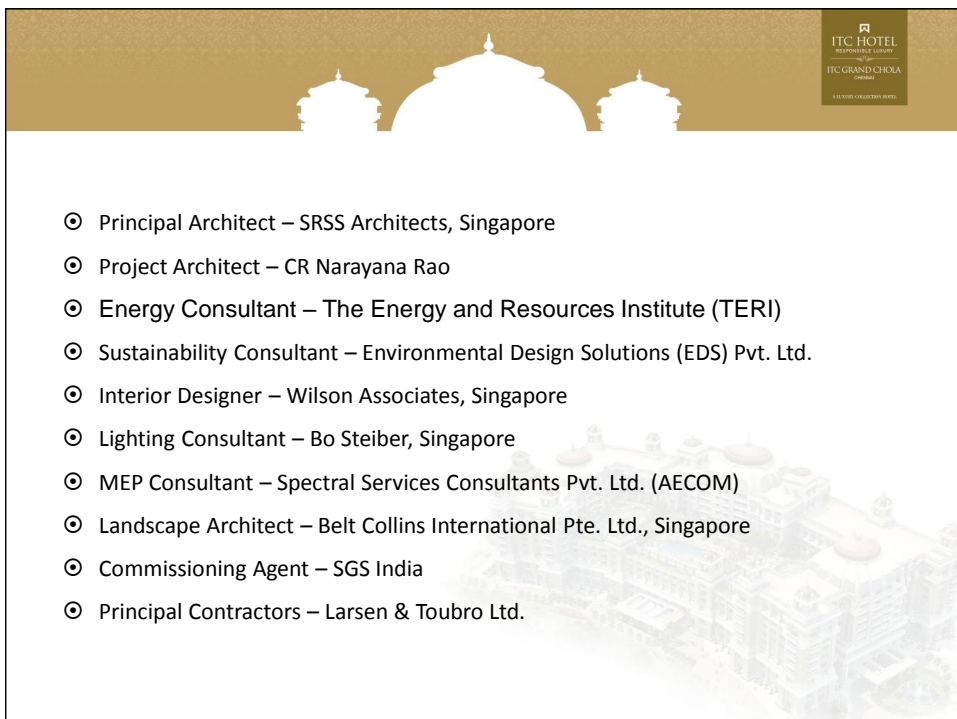 ITC HOTEL
RESPONSIBLE LUXURY
ITC GRAND CHOLA
CHENNAI
A LUXURY COLLECTION HOTEL
Principal Architect – SRSS Architects, Singapore
Project Architect – CR Narayana Rao
Energy Consultant – The Energy and Resources Institute (TERI)
Sustainability Consultant – Environmental Design Solutions (EDS) Pvt. Ltd.
Interior Designer – Wilson Associates, Singapore
Lighting Consultant – Bo Steiber, Singapore
MEP Consultant – Spectral Services Consultants Pvt. Ltd. (AECOM)
Landscape Architect – Belt Collins International Pte. Ltd., Singapore
Commissioning Agent – SGS India
Principal Contractors – Larsen & Toubro Ltd.